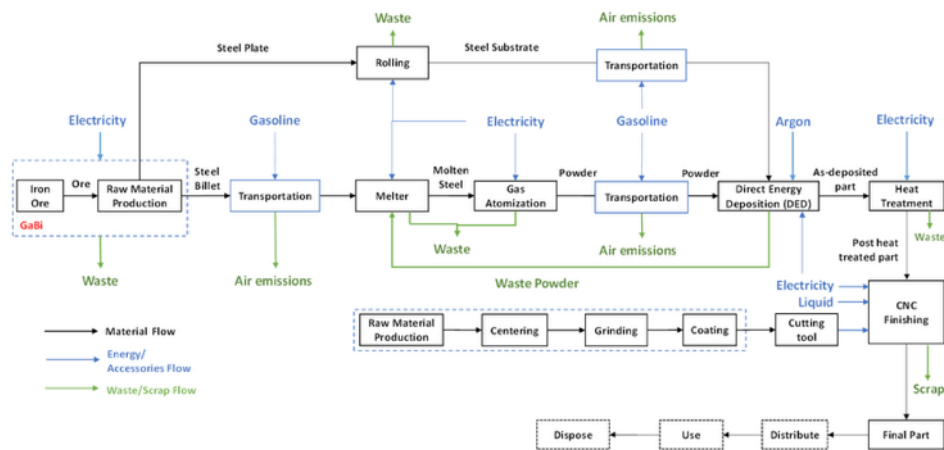 Waste
Air emissions
Steel Plate
Rolling
Steel Substrate
Transportation
Electricity
Gasoline
Electricity
Gasoline
Argon
Electricity
Iron
Ore
Ore
Raw Material
Production
GaBi
Steel
Billet
Transportation
Melter
Molten
Steel
Gas
Atomization
Powder
Transportation
Powder
Direct Energy
Deposition (DED)
As-deposited
part
Heat
Treatment
Waste
Air emissions
Waste
Air emissions
Waste
Waste Powder
Post heat
treated part
Electricity
Liquid
CNC
Finishing
Material Flow
Energy/
Accessories Flow
Waste/Scrap Flow
Raw Material
Production
Centering
Grinding
Coating
Cutting
tool
Scrap
Dispose
Use
Distribute
Final Part